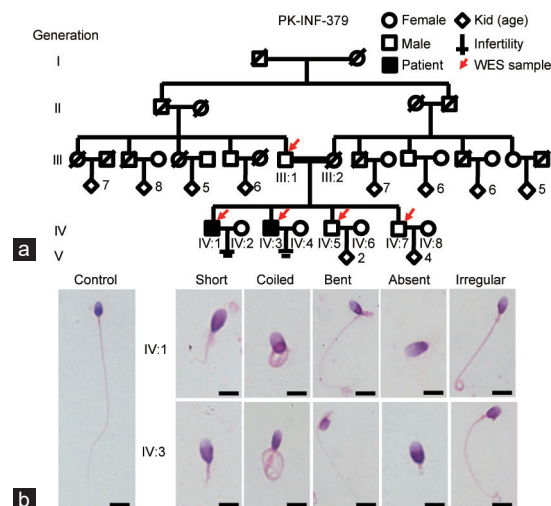 PK-INF-379
Generation
Female
Kid (age)
Male
Infertility
Patient
WES sample
I
II
III
III:1 III:2
7 8 5 6 7 6 6 5
IV
IV:1 IV:2 IV:3 IV:4 IV:5 IV:6 IV:7 IV:8
V
2 4
a
Control Short Coiled Bent Absent Irregular
IV:1
IV:3
b